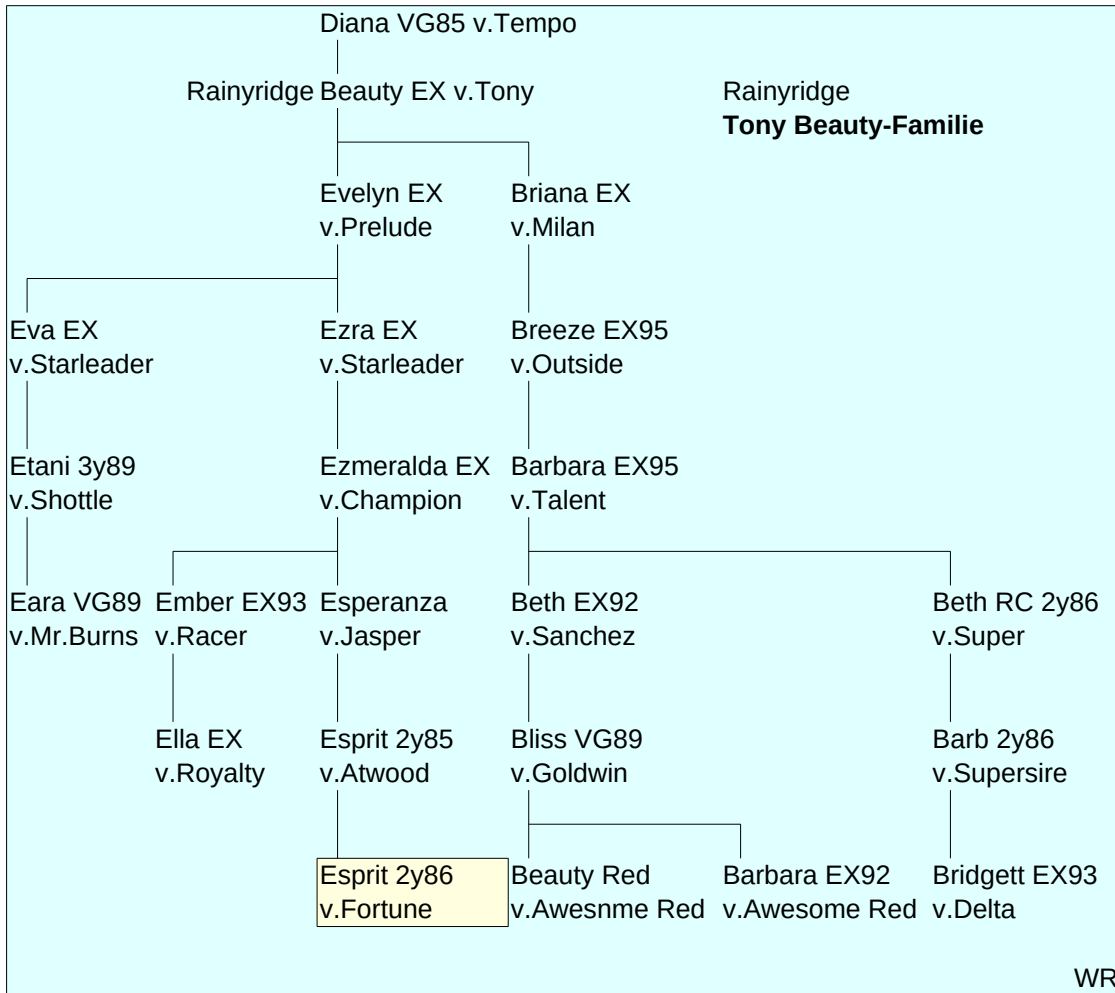 Diana VG85 v.Tempo
Rainyridge Beauty EX v.Tony
Rainyridge
Tony Beauty-Familie
Evelyn EX
v.Prelude
Briana EX
v.Milan
Eva EX
v.Starleader
Ezra EX
v.Starleader
Breeze EX95
v.Outside
Etani 3y89
v.Shottle
Ezmeralda EX
v.Champion
Barbara EX95
v.Talent
Eara VG89
v.Mr.Burns
Ember EX93
v.Racer
Esperanza
v.Jasper
Beth EX92
v.Sanchez
Beth RC 2y86
v.Super
Ella EX
v.Royalty
Esprit 2y85
v.Atwood
Bliss VG89
v.Goldwin
Barb 2y86
v.Supersire
Esprit 2y86
v.Fortune
Beauty Red
v.Awesnme Red
Barbara EX92
v.Awesome Red
Bridgett EX93
v.Delta
WR